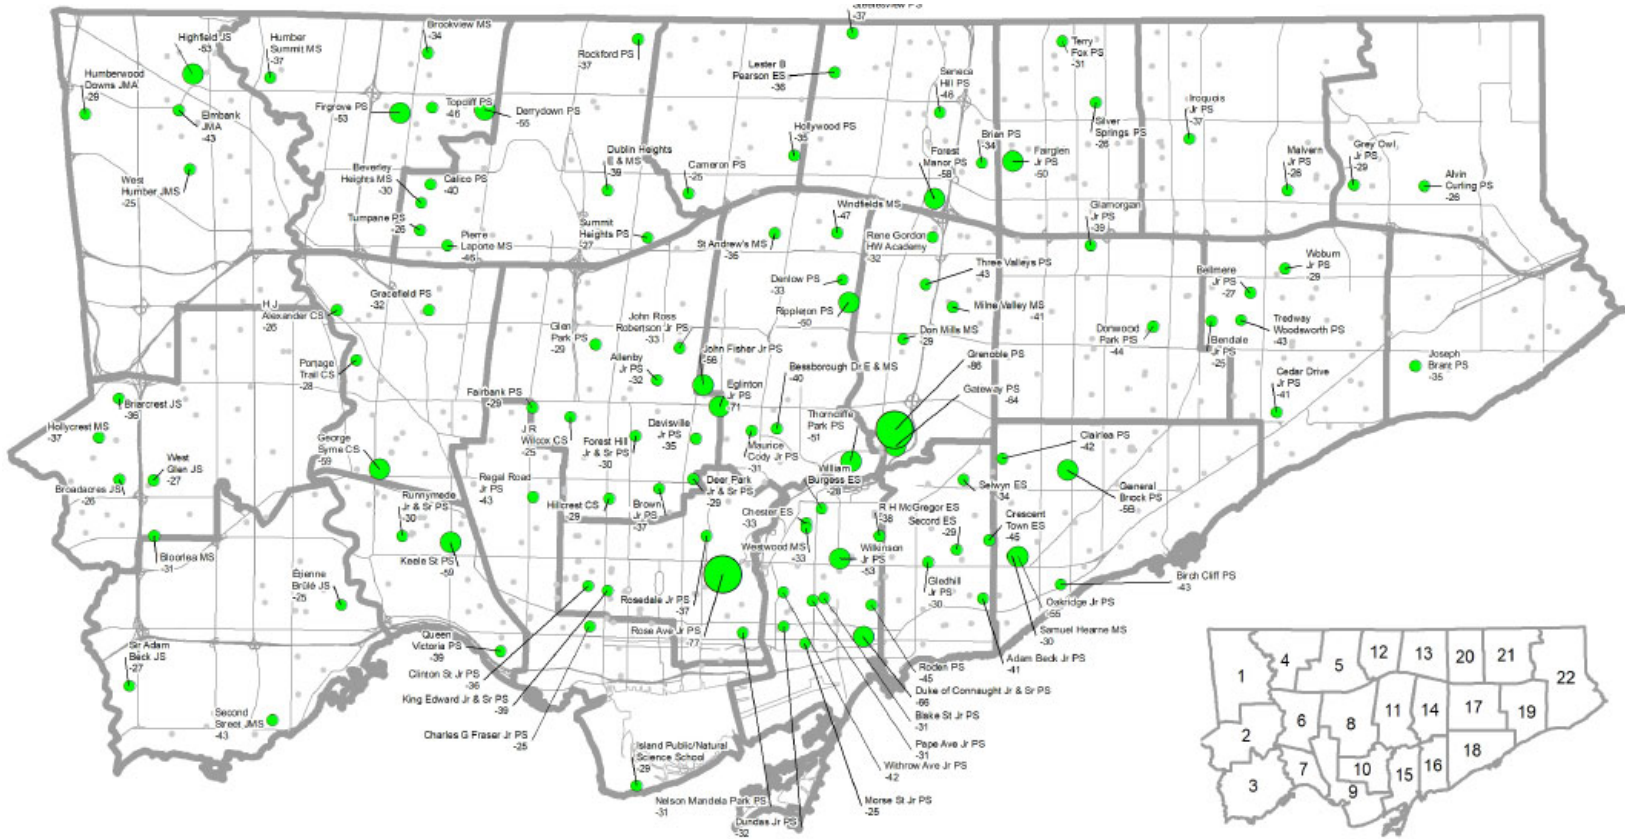 Steelesview PS
-37
Highfield JS
-53
Humber
Summit MS
-37
Brookview MS
-34
Rockford PS
-37
Lester B
Pearson ES
-36
Terry
Fox PS
-31
Seneca
Hill PS
-46
Humberwood
Downs JMA
-29
Elmbank
JMA
-43
Firgrove PS
-53
Topcliff PS
-46
Derrydown PS
-55
Hollywood PS
-35
Brian PS
-34
Silver
Springs PS
-26
Iroquois
Jr PS
-37
West
Humber JMS
-25
Beverley
Heights MS
-30
Calico PS
-40
Dublin Heights
E & MS
-39
Cameron PS
-25
Forest
Manor PS
-58
Fairglen
Jr PS
-50
Malvern
Jr PS
-26
Grey Owl
Jr PS
-29
Alvin
Curling PS
-26
Tumpane PS
-26
Pierre
Laporte MS
-46
Summit
Heights PS
-27
St Andrew's MS
-36
Windfields MS
-47
Rene Gordon
HW Academy
-32
Glamorgan
Jr PS
-39
Three Valleys PS
-43
Bellmere
Jr PS
-27
Woburn
Jr PS
-29
H J
Alexander CS
-26
Gracefield PS
-32
Denlow PS
-33
Rippleton PS
-50
Milne Valley MS
-41
Don Mills MS
-29
Donwood
Park PS
-44
Bendale
Jr PS
-25
Tredway
Woodsworth PS
-43
Portage
Trail CS
-28
Glen
Park PS
-29
John Ross
Robertson Jr PS
-33
John Fisher Jr PS
-56
Allenby
Jr PS
-32
Bessborough Dr E & MS
-40
Grenoble PS
-86
Gateway PS
-64
Joseph
Brant PS
-35
Cedar Drive
Jr PS
-41
Briarcrest JS
-36
Hollycrest MS
-37
Fairbank PS
-29
Eglinton
Jr PS
-71
Thorncliffe
Park PS
-51
George
Syme CS
-59
J R
Wilcox CS
-25
Forest Hill
Jr & Sr PS
-30
Davisville
Jr PS
-35
Maurice
Cody Jr PS
-31
Clairlea PS
-42
Broadacres JS
-26
West
Glen JS
-27
William
Burgess ES
-28
Selwyn ES
-34
General
Brock PS
-56
Runnymede
Jr & Sr PS
-30
Regal Road
Jr PS
-43
Hillcrest CS
-29
Brown
Jr PS
-37
Deer Park
Jr & Sr PS
-29
Chester ES
-33
R H McGregor ES
-38
Secord ES
-29
Crescent
Town ES
-45
Bloorlea MS
-31
Keele St PS
-59
Westwood MS
-33
Wilkinson
Jr PS
-53
Étienne
Brûlé JS
-25
Gledhill
Jr PS
-30
Birch Cliff PS
-43
Rosedale Jr PS
-37
Oakridge Jr PS
-55
Samuel Hearne MS
-30
Sir Adam
Beck JS
-27
Queen
Victoria PS
-39
Rose Ave Jr PS
-77
Adam Beck Jr PS
-41
Clinton St Jr PS
-36
Roden PS
-45
King Edward Jr & Sr PS
-39
Duke of Connaught Jr & Sr PS
-66
Second
Street JMS
-43
Blake St Jr PS
-31
Charles G Fraser Jr PS
-25
Pape Ave Jr PS
-31
Island Public/Natural
Science School
-29
Withrow Ave Jr PS
-42
Nelson Mandela Park PS
-31
Morse St Jr PS
-25
Dundas Jr PS
-32
1 4 5 12 13 20 21 22
2 6 8 11 14 17 19
3 7 10 9 15 16 18